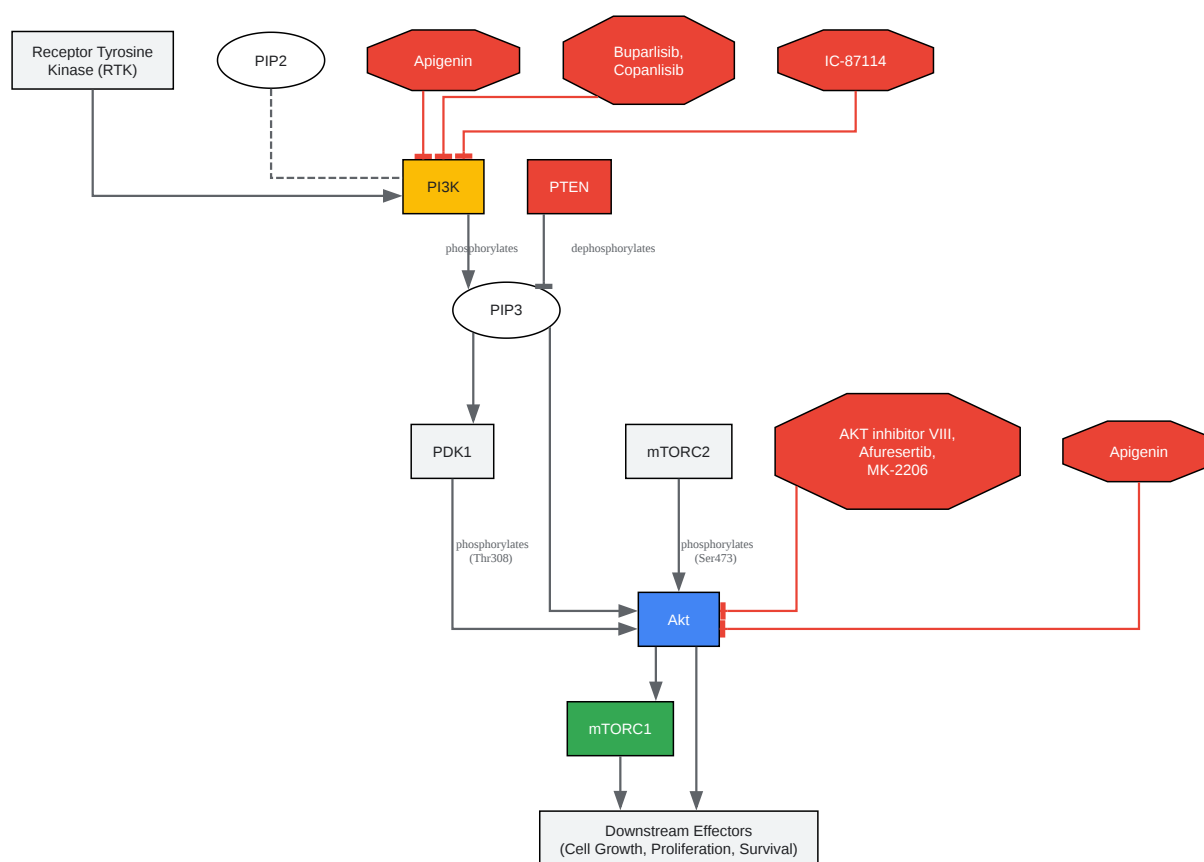 Receptor Tyrosine
Kinase (RTK)
PIP2
Apigenin
Buparlisib,
Copanlisib
IC-87114
PI3K
PTEN
phosphorylates
dephosphorylates
PIP3
PDK1
mTORC2
AKT inhibitor VIII,
Afuresertib,
MK-2206
Apigenin
phosphorylates
(Thr308)
phosphorylates
(Ser473)
Akt
mTORC1
Downstream Effectors
(Cell Growth, Proliferation, Survival)